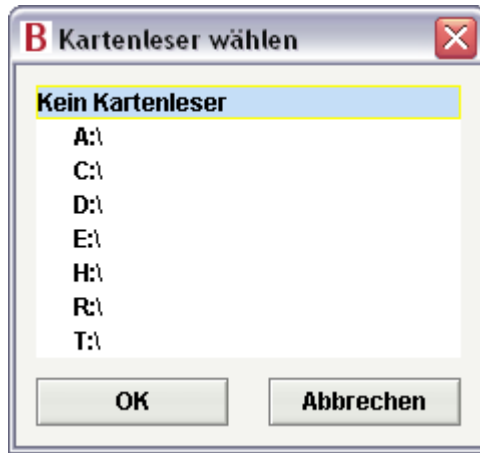 B Kartenleser wählen
Kein Kartenleser
A:\
C:\
D:\
E:\
H:\
R:\
T:\
OK Abbrechen